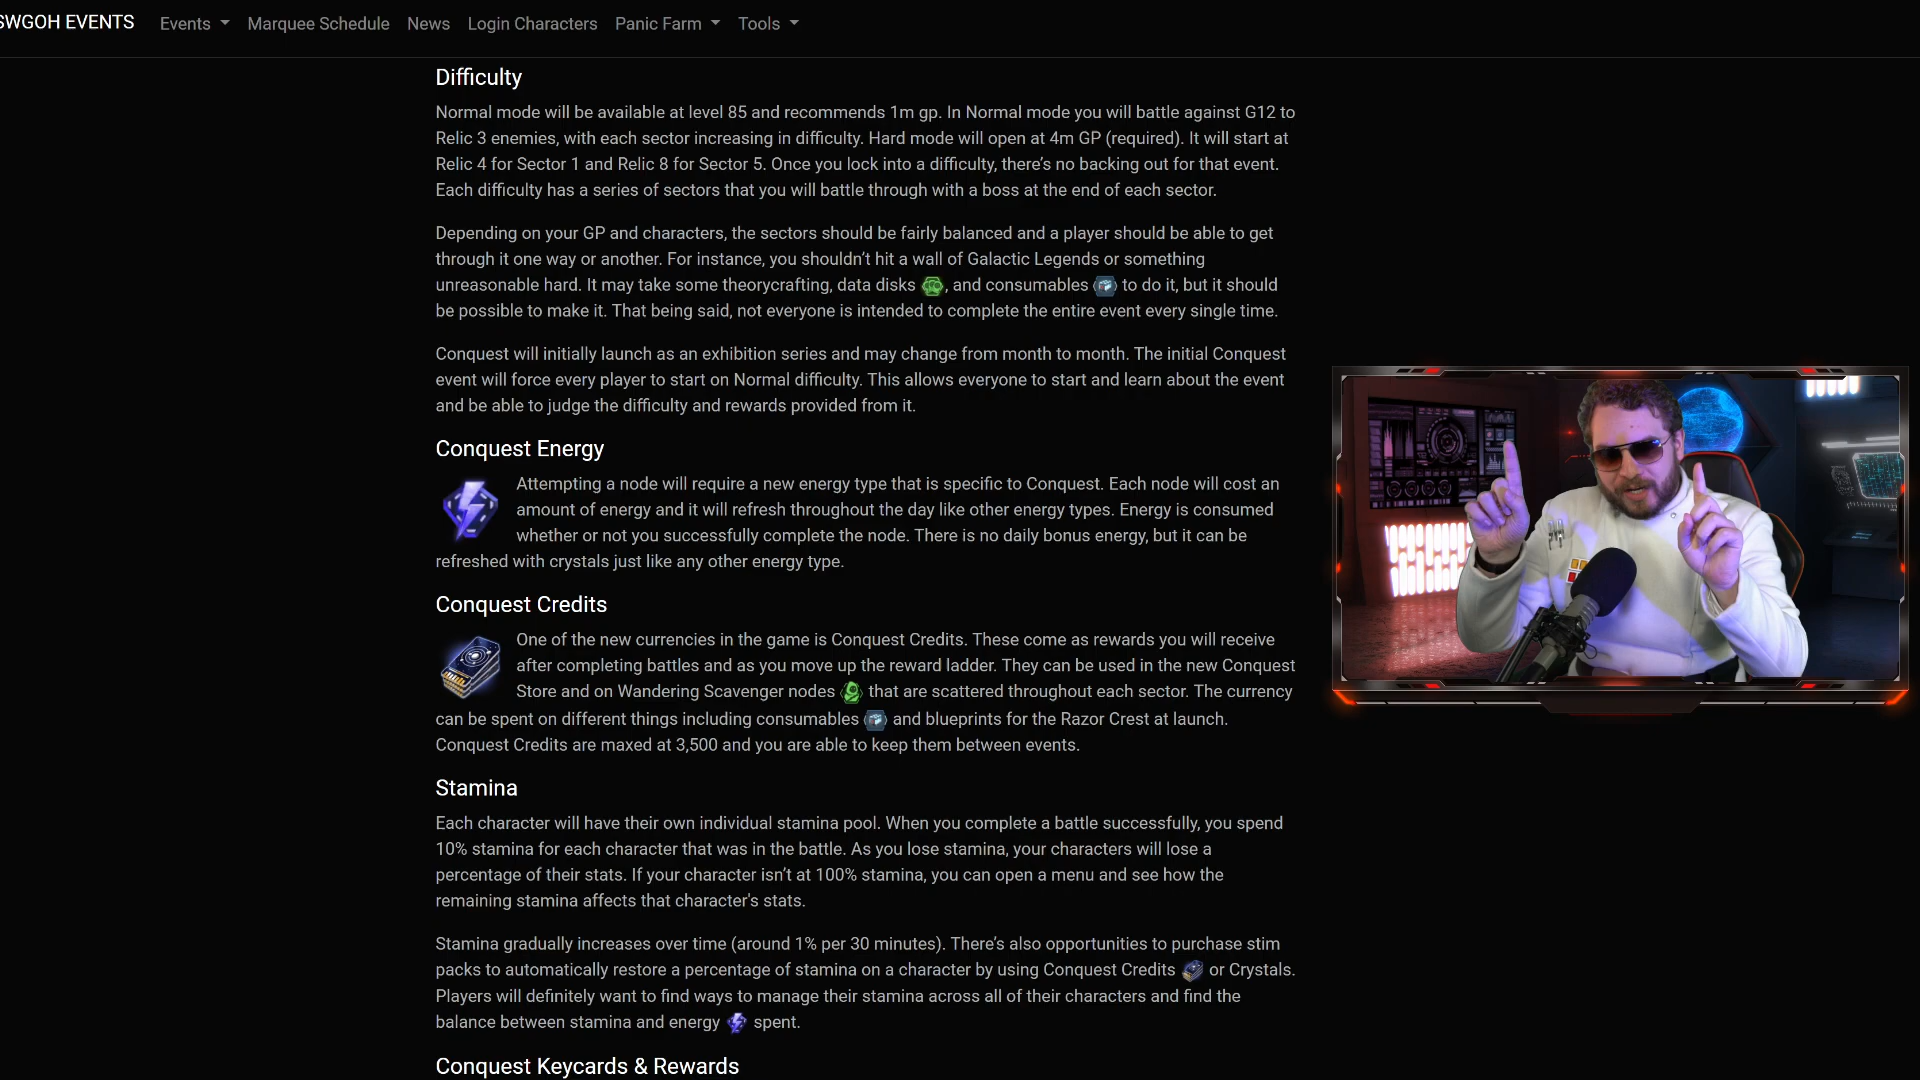 SWGOH EVENTS
Events
Marquee Schedule
News
Login Characters
Panic Farm
Tools
Difficulty
Normal mode will be available at level 85 and recommends 1m gp. In Normal mode you will battle against G12 to
Relic 3 enemies, with each sector increasing in difficulty. Hard mode will open at 4m GP (required). It will start at
Relic 4 for Sector 1 and Relic 8 for Sector 5. Once you lock into a difficulty, there’s no backing out for that event.
Each difficulty has a series of sectors that you will battle through with a boss at the end of each sector.
Depending on your GP and characters, the sectors should be fairly balanced and a player should be able to get
through it one way or another. For instance, you shouldn’t hit a wall of Galactic Legends or something
unreasonable hard. It may take some theorycrafting, data disks , and consumables to do it, but it should
be possible to make it. That being said, not everyone is intended to complete the entire event every single time.
Conquest will initially launch as an exhibition series and may change from month to month. The initial Conquest
event will force every player to start on Normal difficulty. This allows everyone to start and learn about the event
and be able to judge the difficulty and rewards provided from it.
Conquest Energy
Attempting a node will require a new energy type that is specific to Conquest. Each node will cost an
amount of energy and it will refresh throughout the day like other energy types. Energy is consumed
whether or not you successfully complete the node. There is no daily bonus energy, but it can be
refreshed with crystals just like any other energy type.
Conquest Credits
One of the new currencies in the game is Conquest Credits. These come as rewards you will receive
after completing battles and as you move up the reward ladder. They can be used in the new Conquest
Store and on Wandering Scavenger nodes that are scattered throughout each sector. The currency
can be spent on different things including consumables and blueprints for the Razor Crest at launch.
Conquest Credits are maxed at 3,500 and you are able to keep them between events.
Stamina
Each character will have their own individual stamina pool. When you complete a battle successfully, you spend
10% stamina for each character that was in the battle. As you lose stamina, your characters will lose a
percentage of their stats. If your character isn’t at 100% stamina, you can open a menu and see how the
remaining stamina affects that character's stats.
Stamina gradually increases over time (around 1% per 30 minutes). There’s also opportunities to purchase stim
packs to automatically restore a percentage of stamina on a character by using Conquest Credits or Crystals.
Players will definitely want to find ways to manage their stamina across all of their characters and find the
balance between stamina and energy spent.
Conquest Keycards & Rewards